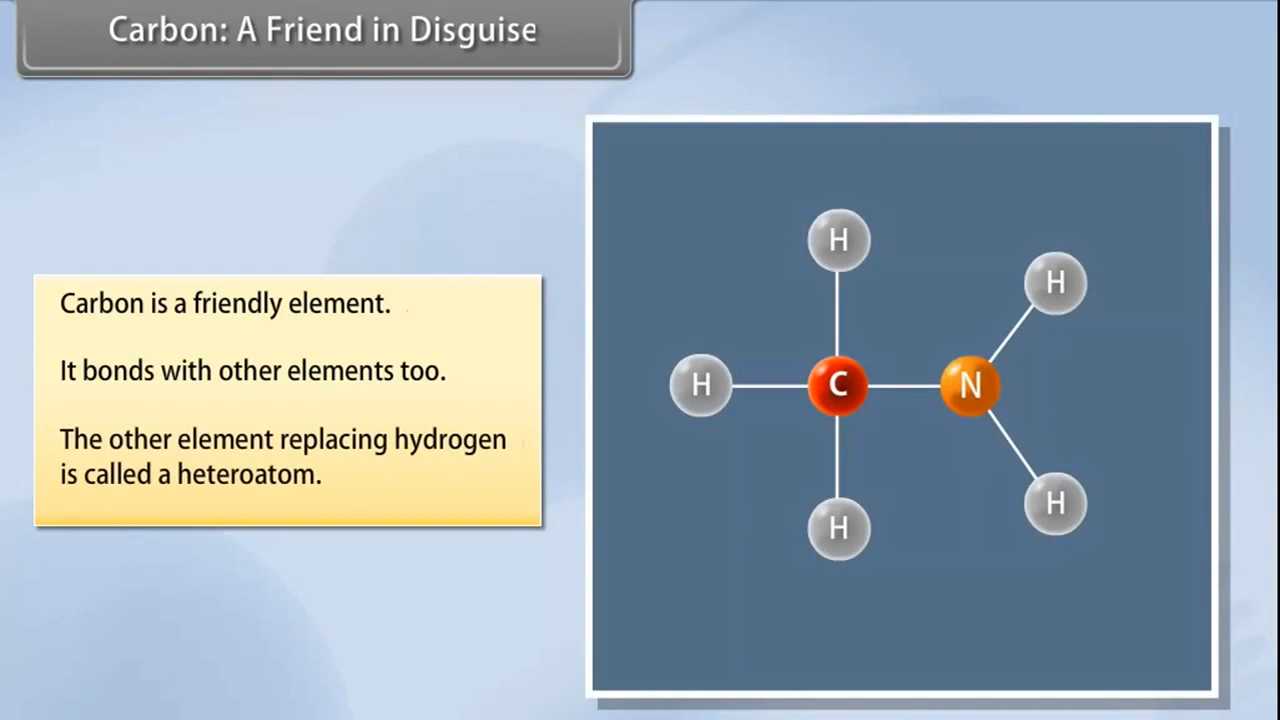 Carbon: A Friend in Disguise
Carbon is a friendly element.
It bonds with other elements too.
The other element replacing hydrogen
is called a heteroatom.
H
H
H C N
H
H